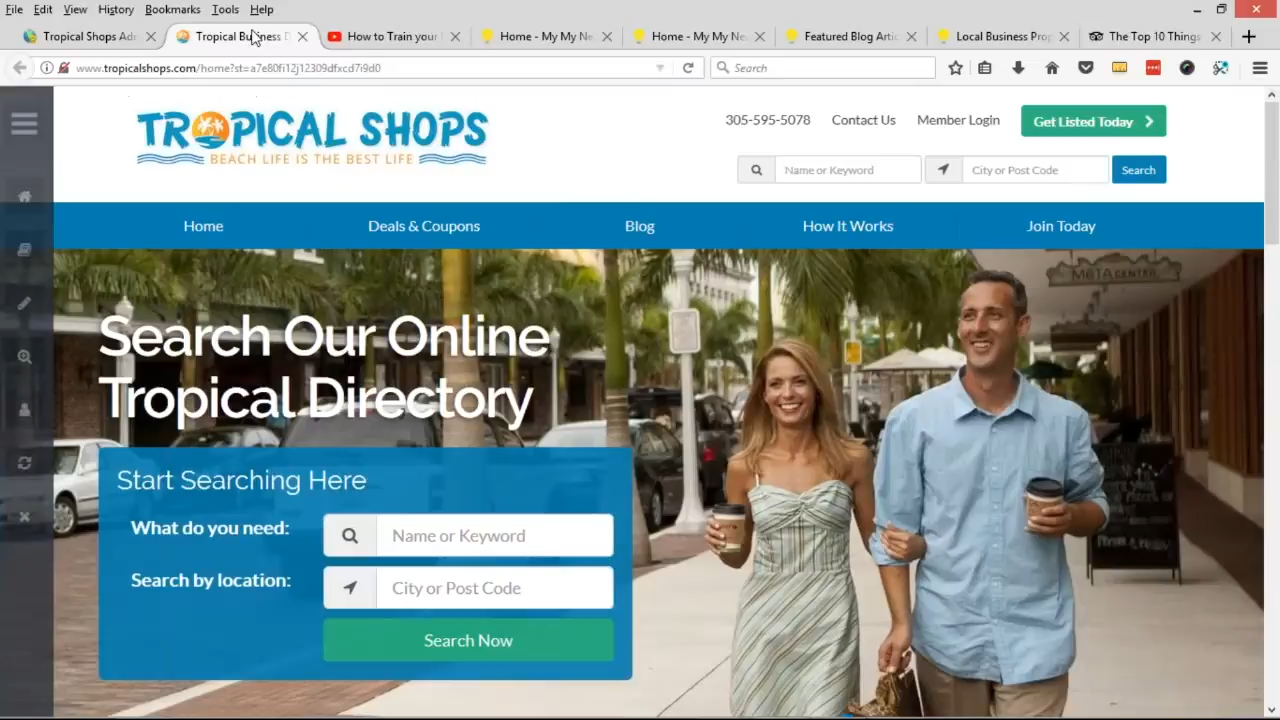 File Edit View History Bookmarks Tools Help
Tropical Shops Adm
Tropical Business D
How to Train your
Home - My My Ne
Home - My My Ne
Featured Blog Artic
Local Business Prop
The Top 10 Things
www.tropicalshops.com/home?st=a7e80fi12j12309dfxcd7i9d0
Search
TROPICAL SHOPS
BEACH LIFE IS THE BEST LIFE
305-595-5078 Contact Us Member Login Get Listed Today
Name or Keyword City or Post Code Search
Home Deals & Coupons Blog How It Works Join Today
Search Our Online
Tropical Directory
Start Searching Here
What do you need: Name or Keyword
Search by location: City or Post Code
Search Now